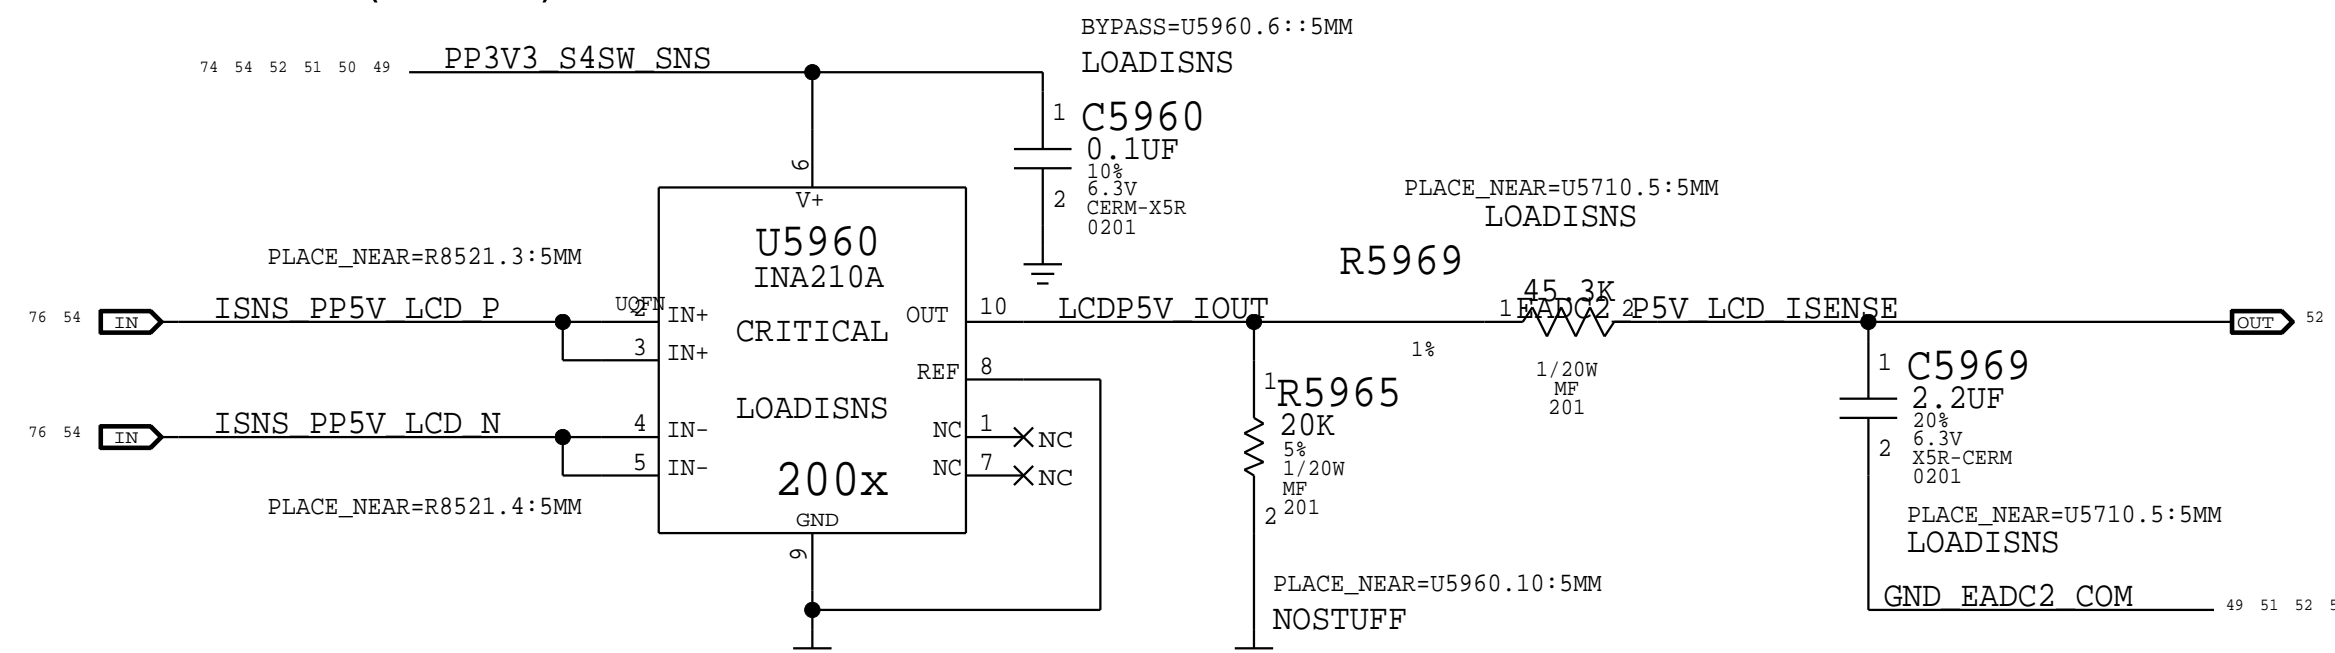 BYPASS=U5960.6::5MM
74 54 52 51 50 49
PP3V3_S4SW_SNS
LOADISNS
1
C5960
0.1UF
10%
6.3V
CERM-X5R
0201
2
6
V+
PLACE_NEAR=U5710.5:5MM
LOADISNS
U5960
INA210A
UQFN
CRITICAL
LOADISNS
200x
GND
9
PLACE_NEAR=R8521.3:5MM
76 54
IN
ISNS_PP5V_LCD_P
2
IN+
3
IN+
76 54
IN
ISNS_PP5V_LCD_N
4
IN-
5
IN-
PLACE_NEAR=R8521.4:5MM
OUT
10
LCDP5V_IOUT
REF
8
NC
1
NC
NC
7
NC
R5969
45.3K
1
EADC2_P5V_LCD_ISENSE
2
1%
1/20W
MF
201
OUT
52
1
R5965
20K
5%
1/20W
MF
201
2
PLACE_NEAR=U5960.10:5MM
NOSTUFF
1
C5969
2.2UF
20%
6.3V
X5R-CERM
0201
2
PLACE_NEAR=U5710.5:5MM
LOADISNS
GND_EADC2_COM
49 51 52